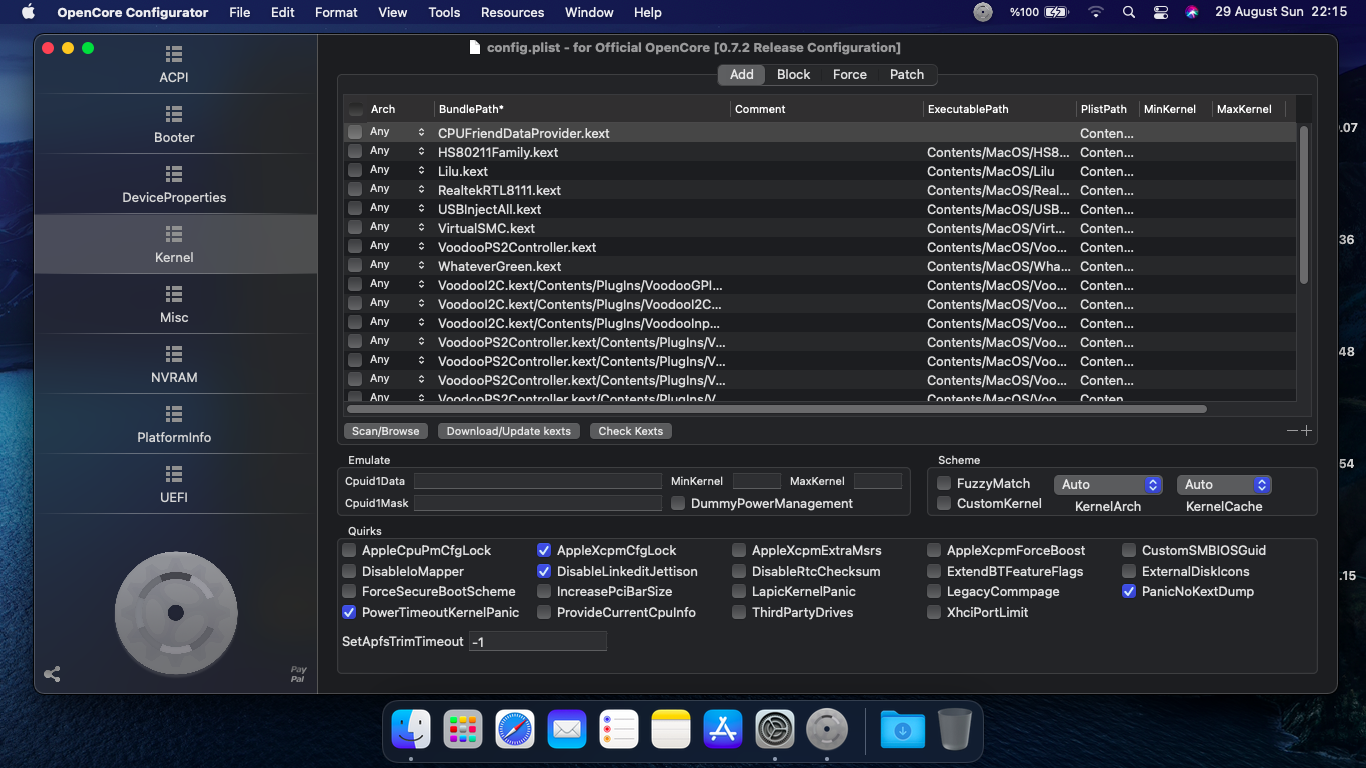 OpenCore Configurator File Edit Format View Tools Resources Window Help %100 29 August Sun 22:15
config.plist - for Official OpenCore [0.7.2 Release Configuration]
ACPI
Booter
DeviceProperties
Kernel
Misc
NVRAM
PlatformInfo
UEFI
Pay
Pal
Add Block Force Patch
Arch BundlePath* Comment ExecutablePath PlistPath MinKernel MaxKernel
Any CPUFriendDataProvider.kext Conten...
Any HS80211Family.kext Contents/MacOS/HS8... Conten...
Any Lilu.kext Contents/MacOS/Lilu Conten...
Any RealtekRTL8111.kext Contents/MacOS/Real... Conten...
Any USBInjectAll.kext Contents/MacOS/USB... Conten...
Any VirtualSMC.kext Contents/MacOS/Virt... Conten...
Any VoodooPS2Controller.kext Contents/MacOS/Voo... Conten...
Any WhateverGreen.kext Contents/MacOS/Wha... Conten...
Any VoodooI2C.kext/Contents/PlugIns/VoodooGPI... Contents/MacOS/Voo... Conten...
Any VoodooI2C.kext/Contents/PlugIns/VoodooI2C... Contents/MacOS/Voo... Conten...
Any VoodooI2C.kext/Contents/PlugIns/VoodooInp... Contents/MacOS/Voo... Conten...
Any VoodooPS2Controller.kext/Contents/PlugIns/V... Contents/MacOS/Voo... Conten...
Any VoodooPS2Controller.kext/Contents/PlugIns/V... Contents/MacOS/Voo... Conten...
Any VoodooPS2Controller.kext/Contents/PlugIns/V... Contents/MacOS/Voo... Conten...
Any VoodooPS2Controller.kext/Contents/PlugIns/V... Contents/MacOS/Voo... Conten...
Scan/Browse Download/Update kexts Check Kexts
Emulate
Cpuid1Data MinKernel MaxKernel
Cpuid1Mask DummyPowerManagement
Scheme
FuzzyMatch Auto Auto
CustomKernel KernelArch KernelCache
Quirks
AppleCpuPmCfgLock AppleXcpmCfgLock AppleXcpmExtraMsrs AppleXcpmForceBoost CustomSMBIOSGuid
DisableIoMapper DisableLinkeditJettison DisableRtcChecksum ExtendBTFeatureFlags ExternalDiskIcons
ForceSecureBootScheme IncreasePciBarSize LapicKernelPanic LegacyCommpage PanicNoKextDump
PowerTimeoutKernelPanic ProvideCurrentCpuInfo ThirdPartyDrives XhciPortLimit
SetApfsTrimTimeout -1
.07
36
48
54
.15